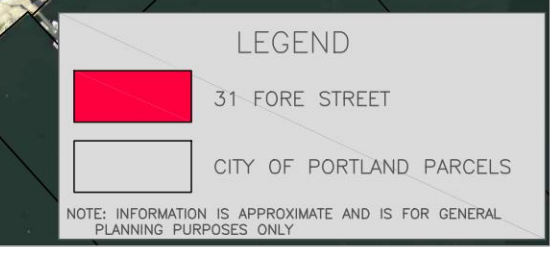 LEGEND
31 FORE STREET
CITY OF PORTLAND PARCELS
NOTE: INFORMATION IS APPROXIMATE AND IS FOR GENERAL
PLANNING PURPOSES ONLY